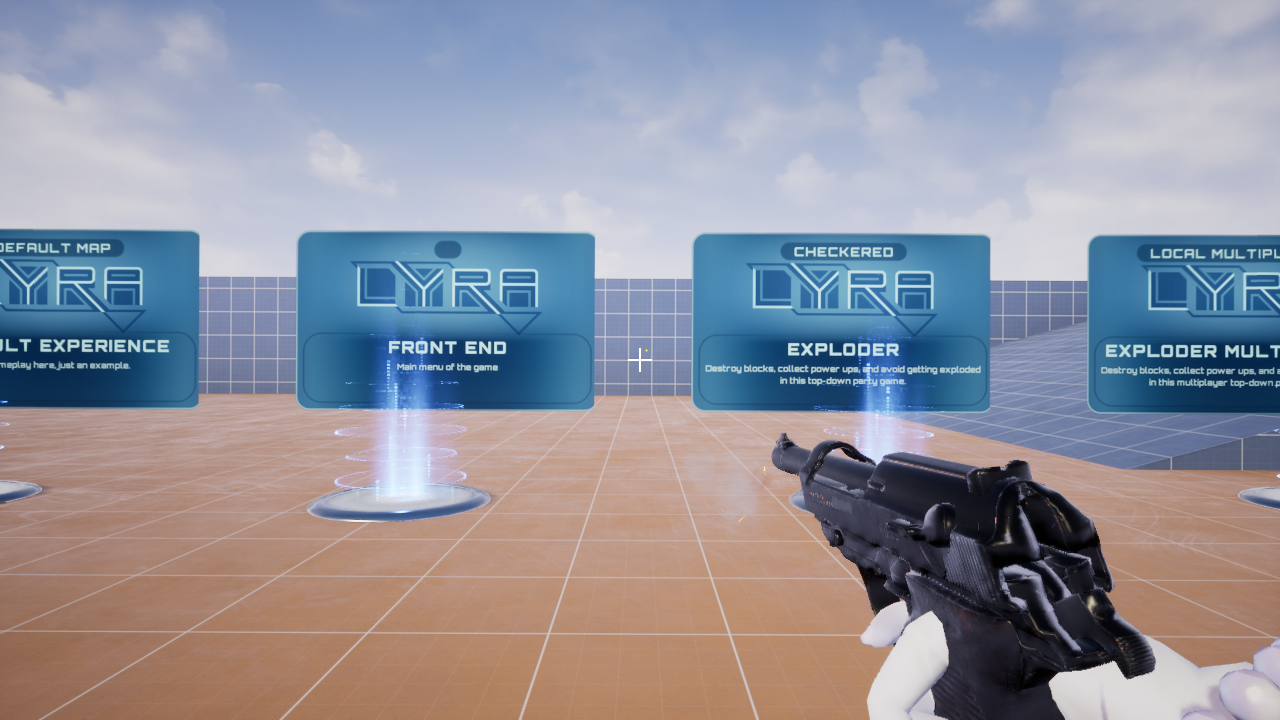 DEFAULT MAP
LYRA
ULT EXPERIENCE
meplay here, just an example.
LYRA
FRONT END
Main menu of the game
CHECKERED
LYRA
EXPLODER
Destroy blocks, collect power ups, and avoid getting exploded
in this top-down party game.
LOCAL MULTIPL
LYR
EXPLODER MULT
Destroy blocks, collect power ups, and a
in this multiplayer top-down p